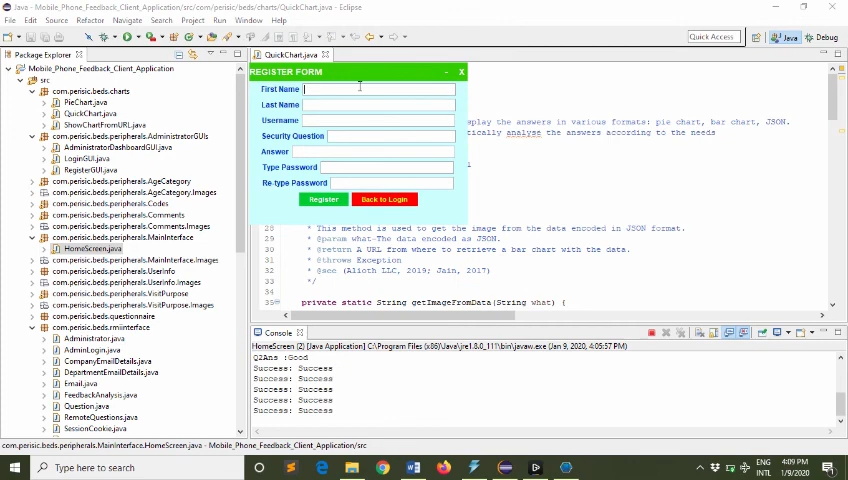 Mobile_Phone_Feedback_Client_Application/src/com/perisic/beds/charts/QuickChart.java - Eclipse
File Edit Source Refactor Navigate Search Project Run Window Help
Quick Access
Java
Debug
Package Explorer
Mobile_Phone_Feedback_Client_Application
src
com.perisic.beds.charts
PieChart.java
QuickChart.java
ShowChartFromURL.java
com.perisic.beds.peripherals.AdministratorGUIs
AdministratorDashboardGUI.java
LoginGUI.java
RegisterGUI.java
com.perisic.beds.peripherals.AgeCategory
com.perisic.beds.peripherals.AgeCategory.Images
com.perisic.beds.peripherals.Codes
com.perisic.beds.peripherals.Comments
com.perisic.beds.peripherals.Comments.Images
com.perisic.beds.peripherals.MainInterface
HomeScreen.java
com.perisic.beds.peripherals.MainInterface.Images
com.perisic.beds.peripherals.UserInfo
com.perisic.beds.peripherals.UserInfo.Images
com.perisic.beds.peripherals.VisitPurpose
com.perisic.beds.peripherals.VisitPurpose.Images
com.perisic.beds.questionnaire
com.perisic.beds.rmiinterface
Administrator.java
AdminLogin.java
CompanyEmailDetails.java
DepartmentEmailDetails.java
Email.java
FeedbackAnalysis.java
Question.java
RemoteQuestions.java
SessionCookie.java
QuickChart.java
REGISTER FORM - X
First Name
Last Name
Username
Security Question
Answer
Type Password
Re-type Password
Register Back to Login
play the answers in various formats: pie chart, bar chart, JSON.
tically analyse the answers according to the needs
28 * This method is used to get the image from the data encoded in JSON format.
29 * @param what-The data encoded as JSON.
30 * @return A URL from where to retrieve a bar chart with the data.
31 * @throws Exception
32 * @see (Alioth LLC, 2019; Jain, 2017)
33 */
34
35 private static String getImageFromData(String what) {
Console
HomeScreen (2) [Java Application] C:\Program Files (x86)\Java\jre1.8.0_111\bin\javaw.exe (Jan 9, 2020, 4:05:57 PM)
Q2Ans :Good
Success: Success
Success: Success
Success: Success
Success: Success
Success: Success
com.perisic.beds.peripherals.MainInterface.HomeScreen.java - Mobile_Phone_Feedback_Client_Application/src
Type here to search
ENG
INTL
4:09 PM
1/9/2020